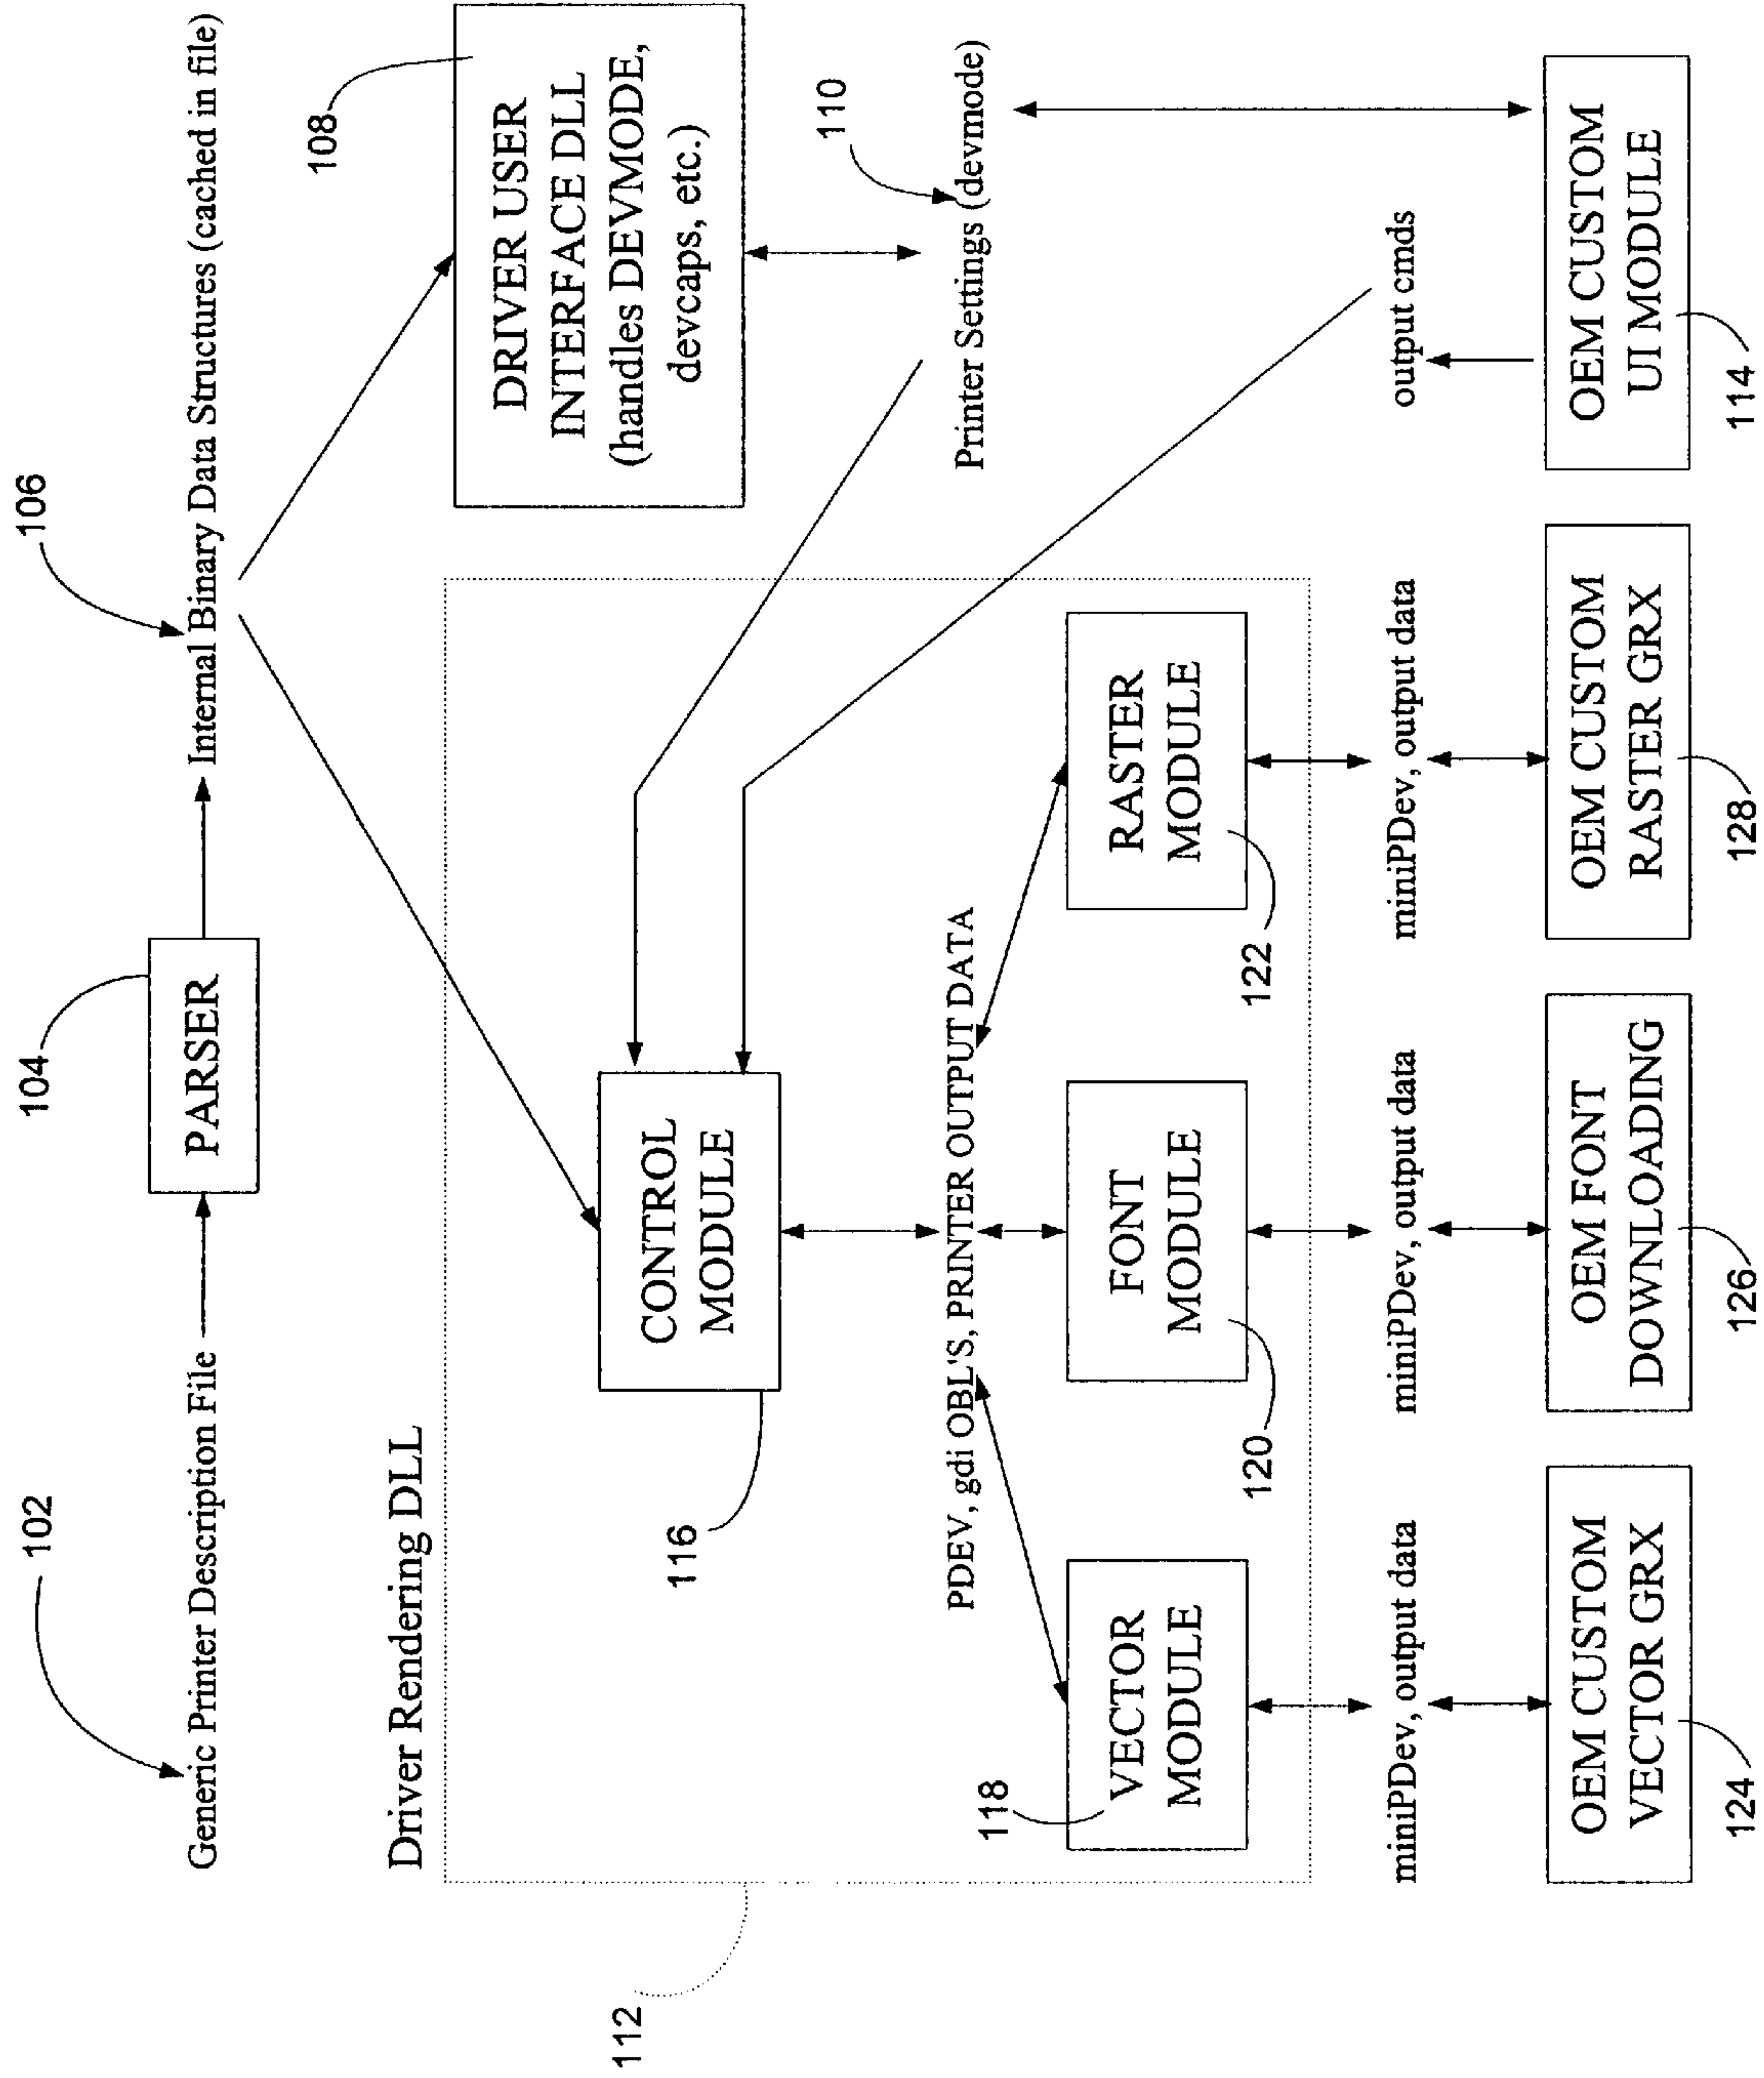 102
104
106
Generic Printer Description File
PARSER
Internal Binary Data Structures (cached in file)
108
Driver Rendering DLL
DRIVER USER
INTERFACE DLL
(handles DEVMODE,
devcaps, etc.)
112
116
CONTROL
MODULE
110
Printer Settings (devmode)
PDEV, gdi OBL'S, PRINTER OUTPUT DATA
118
VECTOR
MODULE
120
FONT
MODULE
122
RASTER
MODULE
miniPDev, output data
miniPDev, output data
miniPDev, output data
output cmds
OEM CUSTOM
VECTOR GRX
OEM FONT
DOWNLOADING
OEM CUSTOM
RASTER GRX
OEM CUSTOM
UI MODULE
124
126
128
114